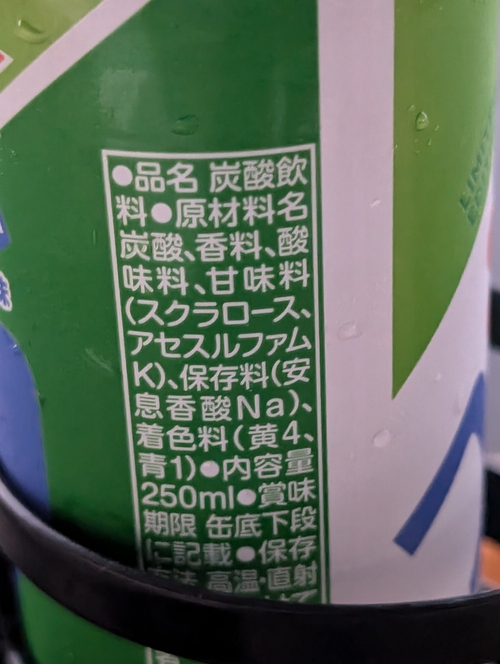 ●品名 炭酸飲
料●原材料名
炭酸、香料、酸
味料、甘味料
(スクラロース、
アセスルファム
K)、保存料(安
息香酸Na)、
着色料(黄4、
青1)●内容量
250ml●賞味
期限 缶底下段
に記載●保存
方法 高温・直射
味